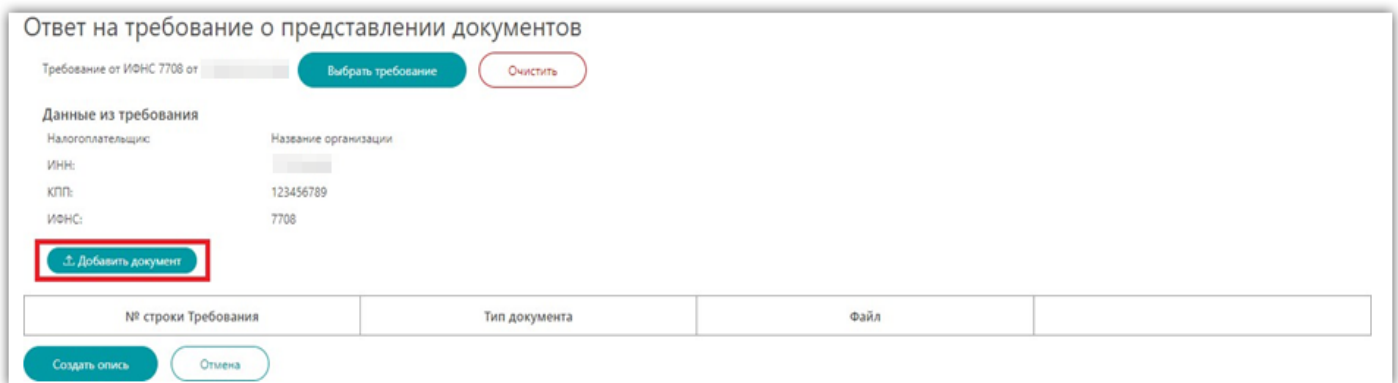 Ответ на требование о представлении документов
Требование от ИФНС 7708 от
Выбрать требование
Очистить
Данные из требования
Налогоплательщик: Название организации
ИНН:
КПП: 123456789
ИФНС: 7708
Добавить документ
№ строки Требования Тип документа Файл
Создать опись Отмена